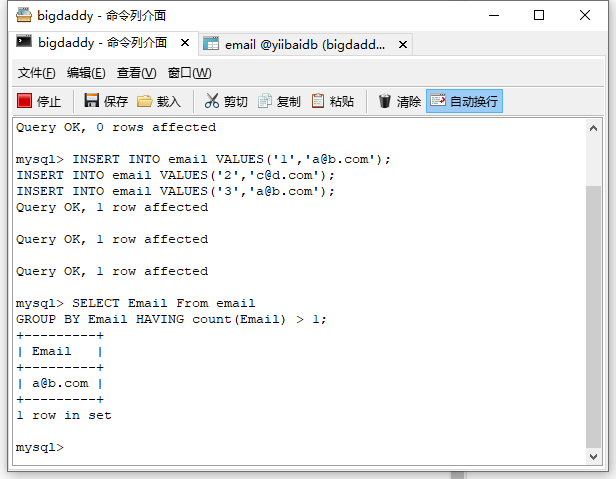 bigdaddy - 命令列介面
bigdaddy - 命令列介面
email @yiibaidb (bigdadd...
文件(F) 编辑(E) 查看(V) 窗口(W)
停止 保存 载入 剪切 复制 粘贴 清除 自动换行
Query OK, 0 rows affected
mysql> INSERT INTO email VALUES('1','a@b.com');
INSERT INTO email VALUES('2','c@d.com');
INSERT INTO email VALUES('3','a@b.com');
Query OK, 1 row affected
Query OK, 1 row affected
Query OK, 1 row affected
mysql> SELECT Email From email
GROUP BY Email HAVING count(Email) > 1;
+---------+
| Email   |
+---------+
| a@b.com |
+---------+
1 row in set
mysql>